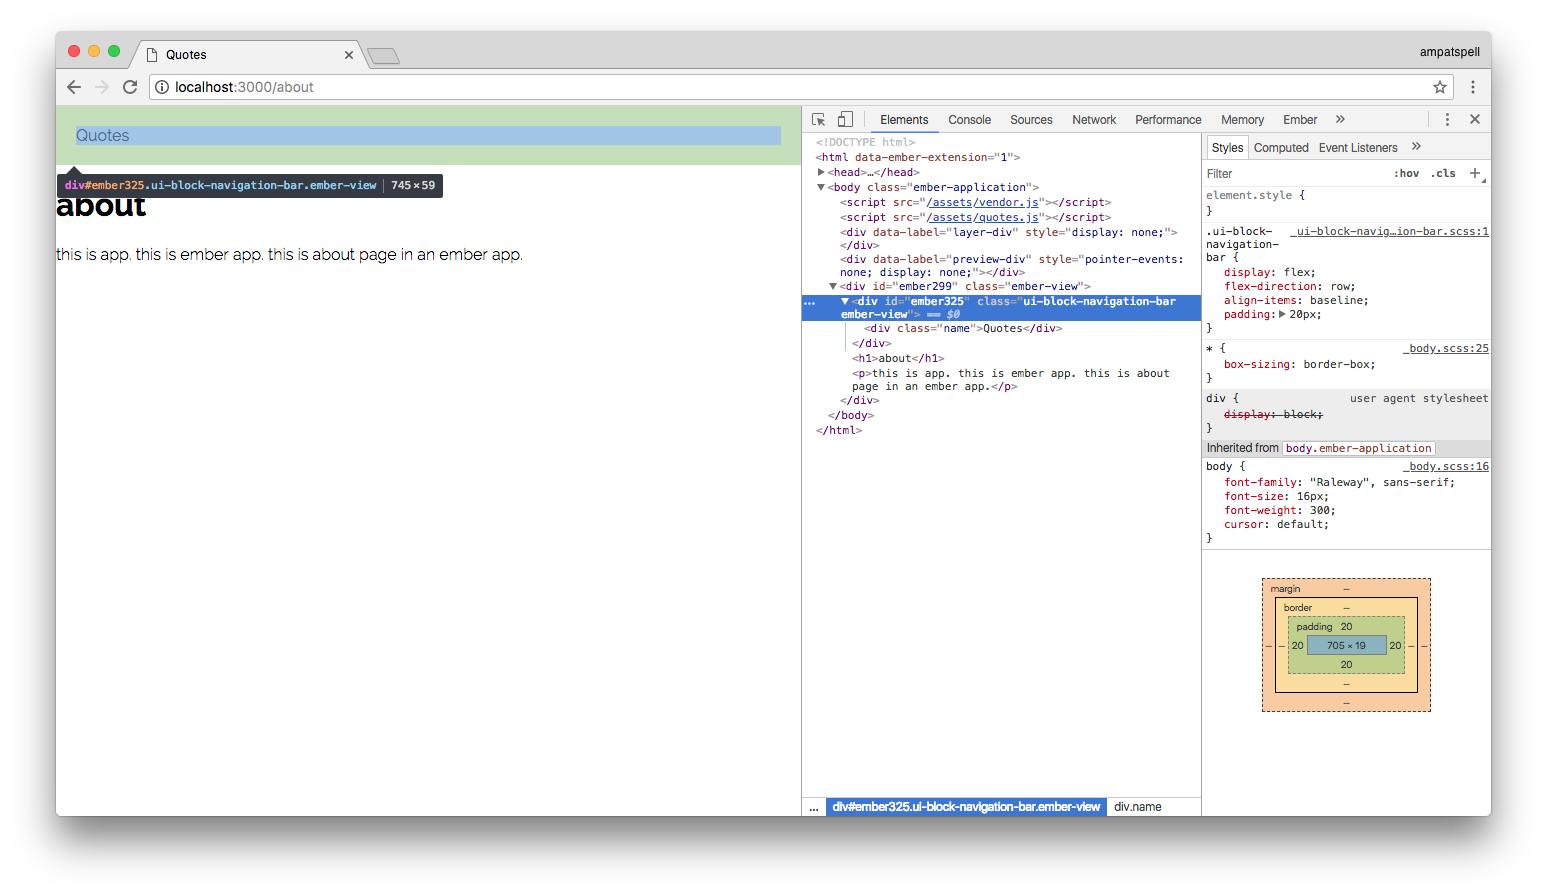 Quotes
ampatspell
localhost:3000/about
Quotes
div#ember325.ui-block-navigation-bar.ember-view 745 × 59
about
this is app. this is ember app. this is about page in an ember app.
Elements Console Sources Network Performance Memory Ember »
<!DOCTYPE html>
<html data-ember-extension="1">
<head>…</head>
<body class="ember-application">
<script src="/assets/vendor.js"></script>
<script src="/assets/quotes.js"></script>
<div data-label="layer-div" style="display: none;">
</div>
<div data-label="preview-div" style="pointer-events:
none; display: none;"></div>
<div id="ember299" class="ember-view">
… <div id="ember325" class="ui-block-navigation-bar
ember-view"> == $0
<div class="name">Quotes</div>
</div>
<h1>about</h1>
<p>this is app. this is ember app. this is about
page in an ember app.</p>
</div>
</body>
</html>
... div#ember325.ui-block-navigation-bar.ember-view div.name
Styles Computed Event Listeners »
Filter :hov .cls +
element.style {
}
.ui-block- _ui-block-navig…ion-bar.scss:1
navigation-
bar {
display: flex;
flex-direction: row;
align-items: baseline;
padding: 20px;
}
* { _body.scss:25
box-sizing: border-box;
}
div { user agent stylesheet
display: block;
}
Inherited from body.ember-application
body { _body.scss:16
font-family: "Raleway", sans-serif;
font-size: 16px;
font-weight: 300;
cursor: default;
}
margin –
border –
padding 20
– – 20 705 × 19 20 – –
20
–
–